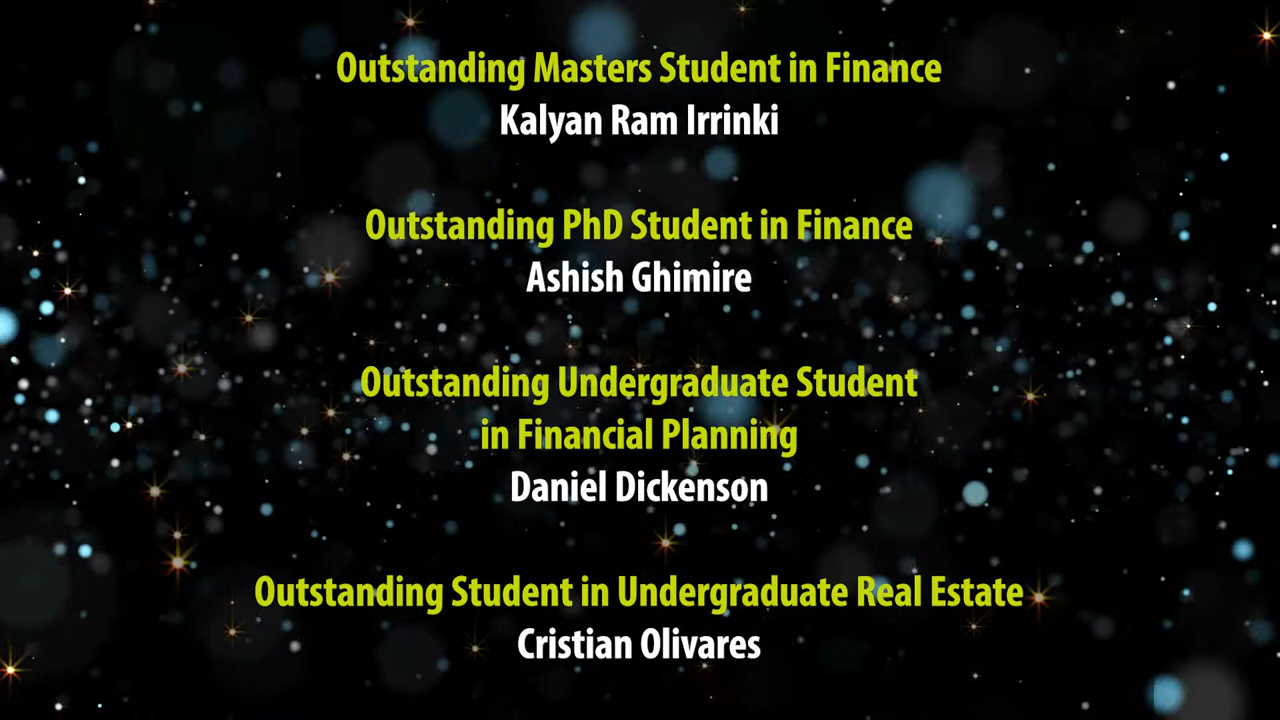 Outstanding Masters Student in Finance
Kalyan Ram Irrinki
Outstanding PhD Student in Finance
Ashish Ghimire
Outstanding Undergraduate Student
in Financial Planning
Daniel Dickenson
Outstanding Student in Undergraduate Real Estate
Cristian Olivares